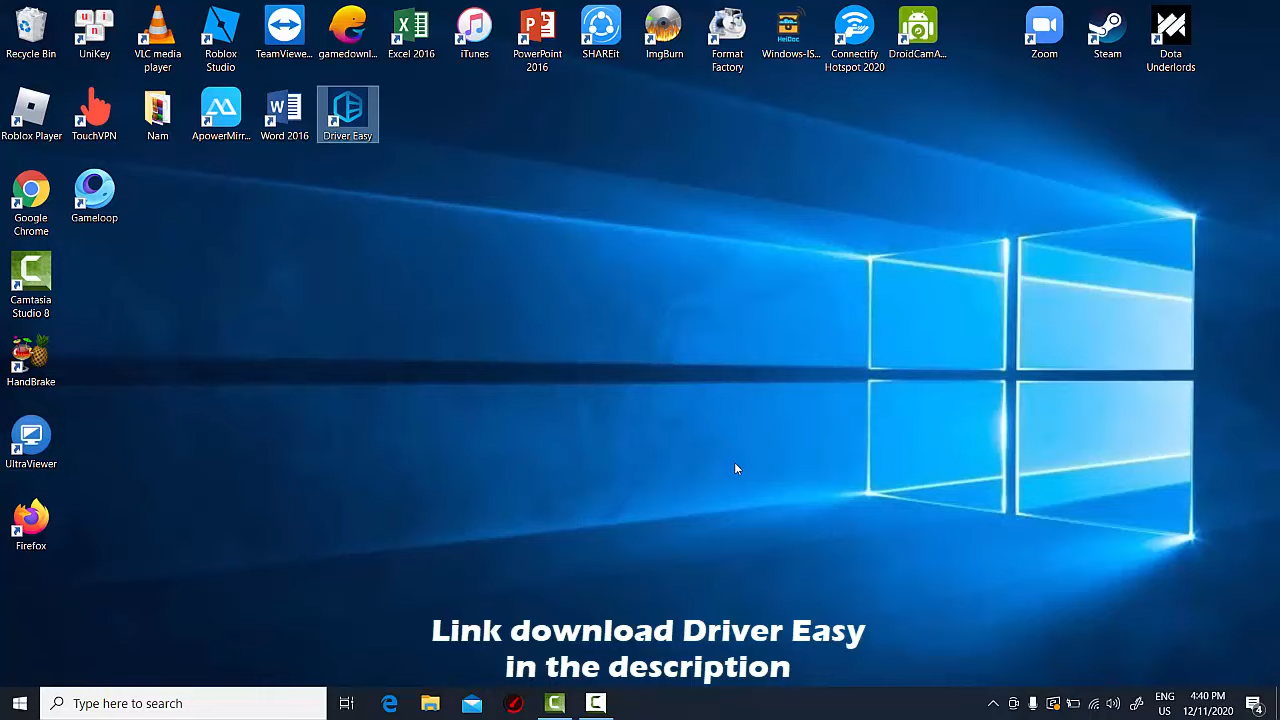 Recycle Bin
UniKey
VLC media
player
Roblox
Studio
TeamViewe...
gamedownl...
Excel 2016
iTunes
PowerPoint
2016
SHAREit
ImgBurn
Format
Factory
Windows-IS...
Connectify
Hotspot 2020
DroidCamA...
Zoom
Steam
Dota
Underlords
Roblox Player
TouchVPN
Nam
ApowerMirr...
Word 2016
Driver Easy
Google
Chrome
Gameloop
Camtasia
Studio 8
HandBrake
UltraViewer
Firefox
Link download Driver Easy
in the description
Type here to search
ENG
US
4:40 PM
12/11/2020
4